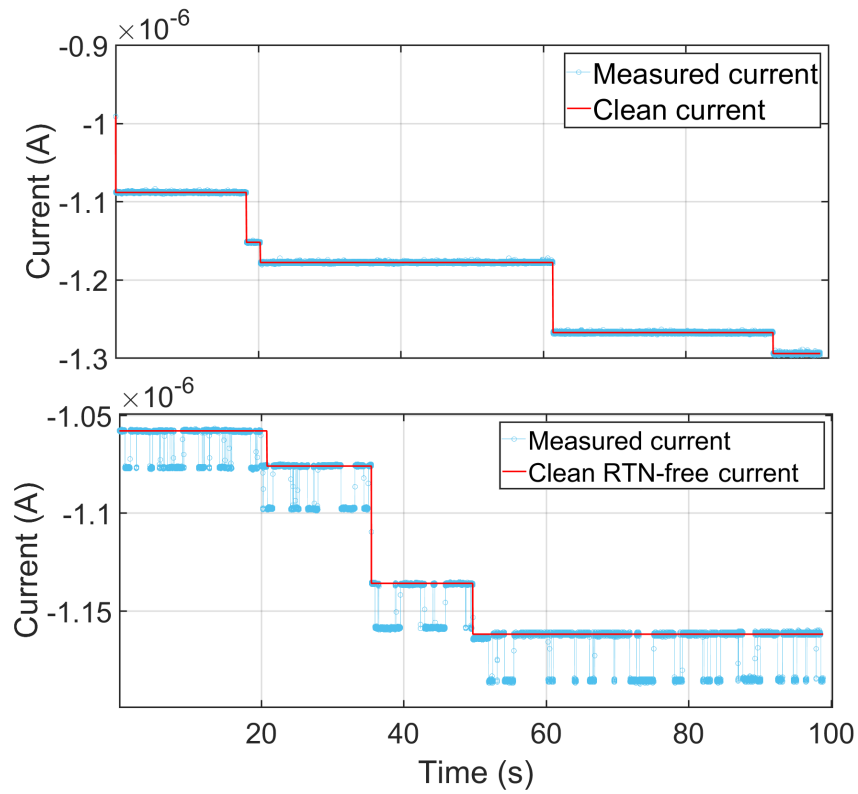 ×10-6
-0.9
-1
-1.1
-1.2
-1.3
Current (A)
Measured current
Clean current
×10-6
-1.05
-1.1
-1.15
Current (A)
Measured current
Clean RTN-free current
20 40 60 80 100
Time (s)